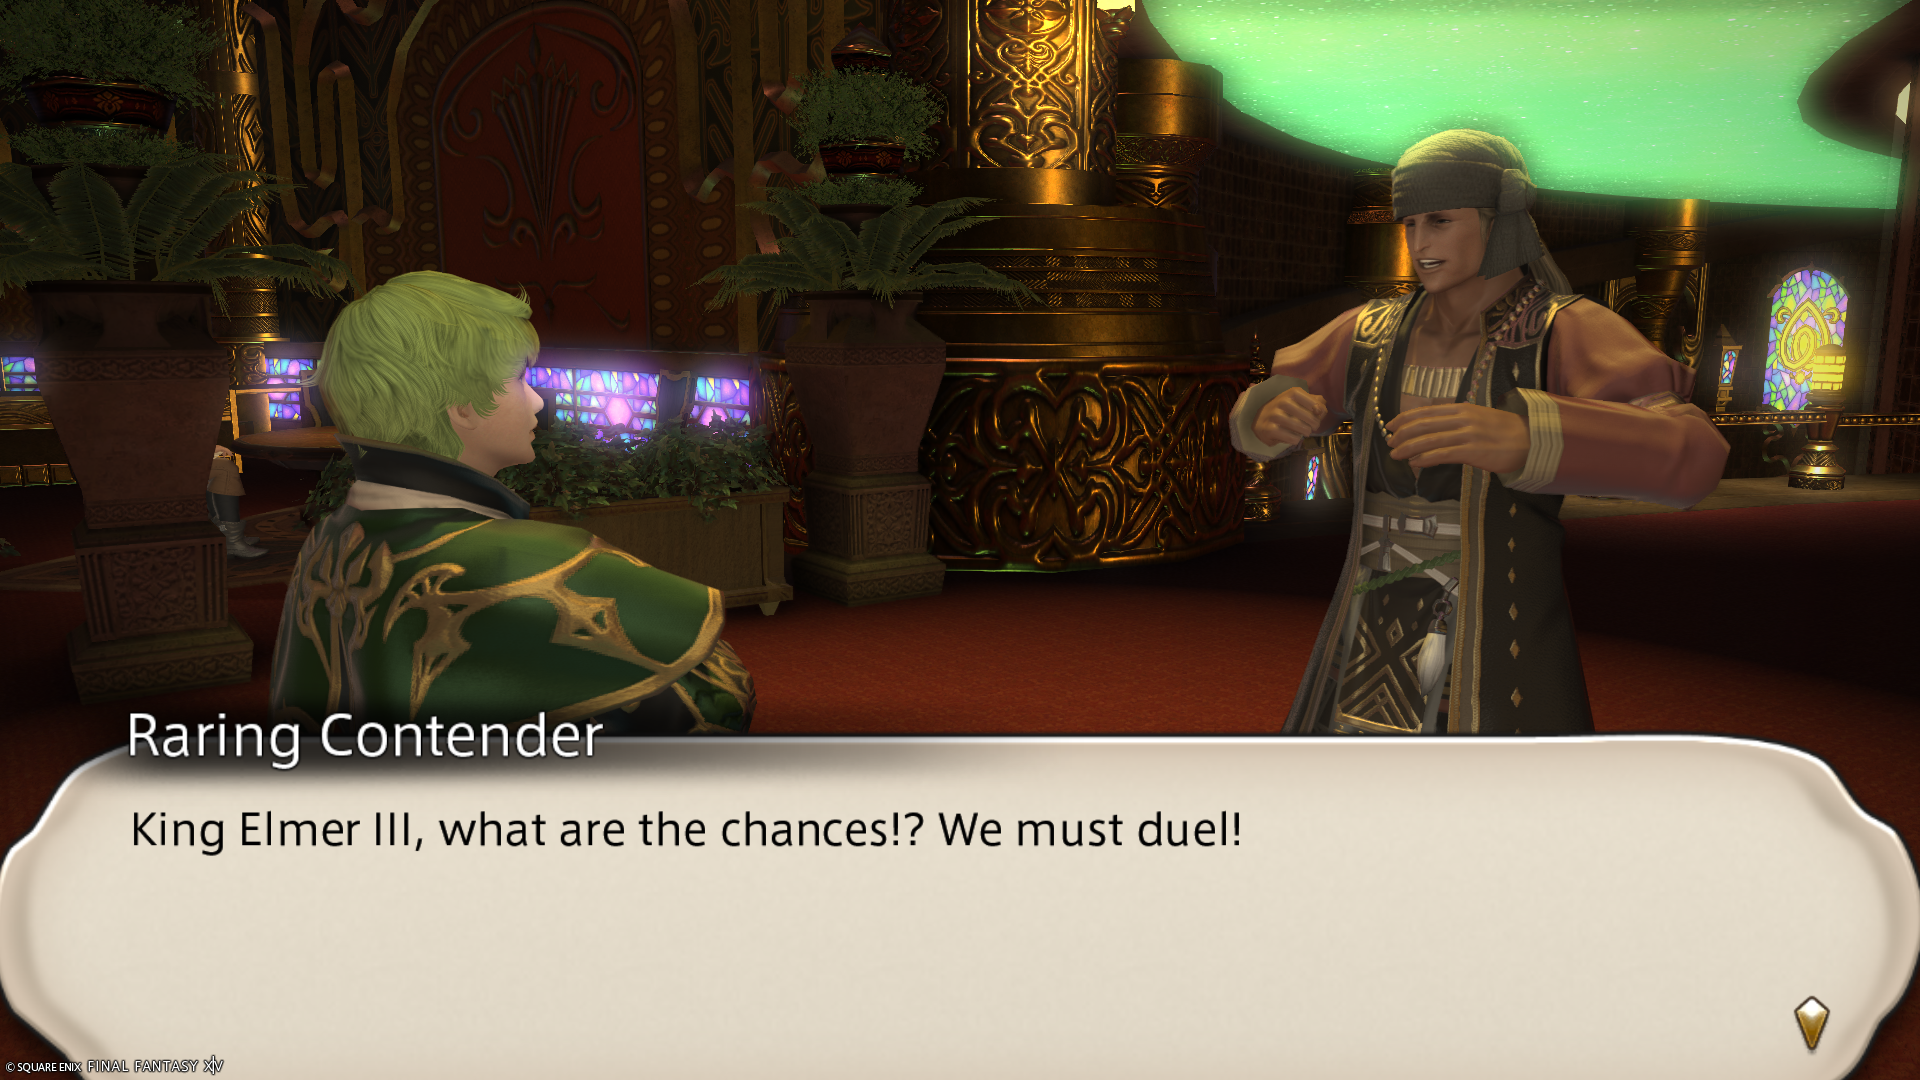 Raring Contender
King Elmer III, what are the chances!? We must duel!
© SQUARE ENIX FINAL FANTASY XIV